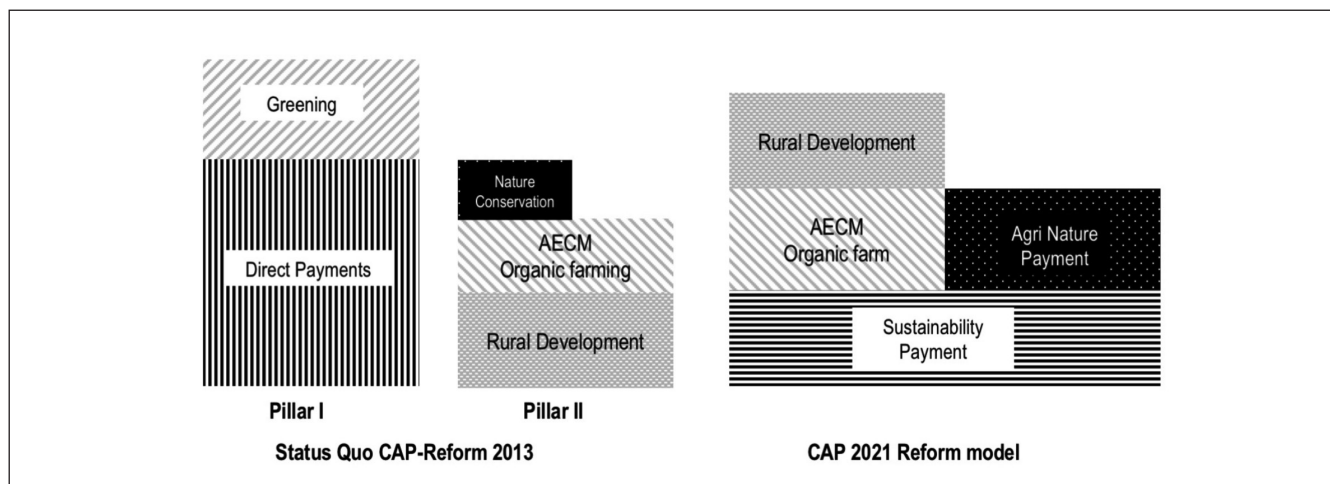 Greening
Direct Payments
Pillar I
Nature
Conservation
AECM
Organic farming
Rural Development
Pillar II
Status Quo CAP-Reform 2013
Rural Development
AECM
Organic farm
Agri Nature
Payment
Sustainability
Payment
CAP 2021 Reform model